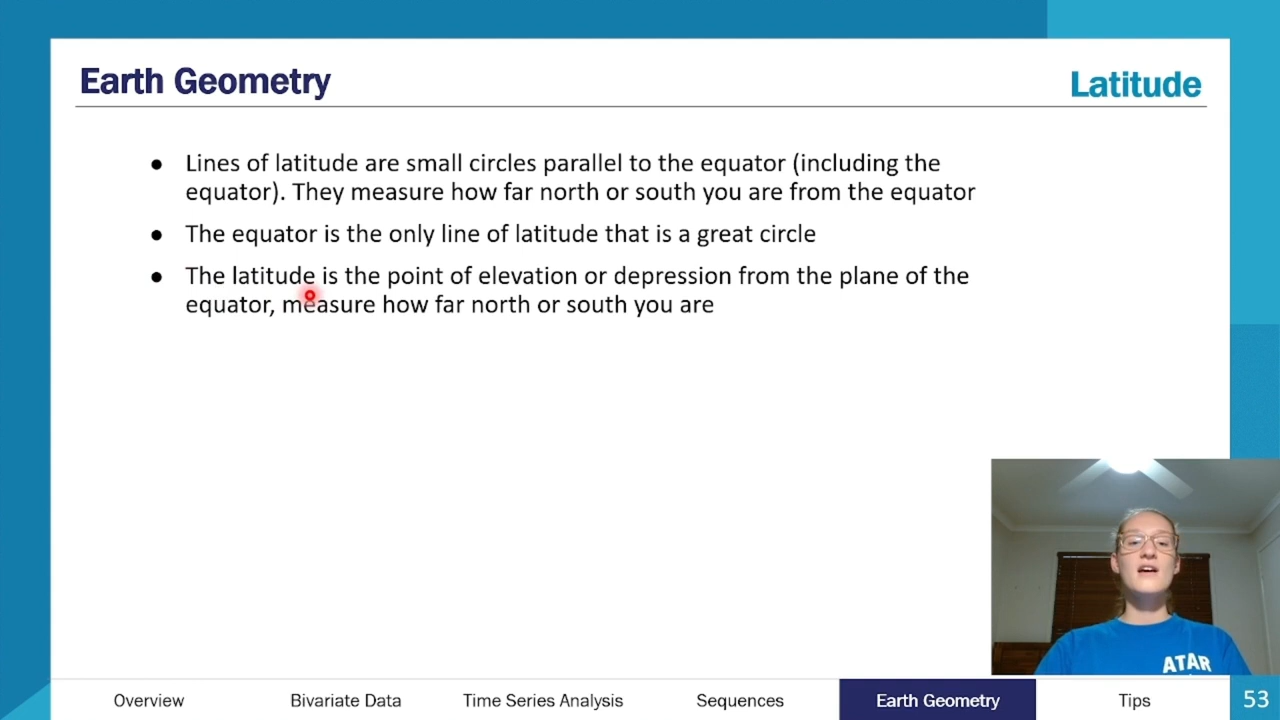 Earth Geometry
Latitude
● Lines of latitude are small circles parallel to the equator (including the
equator). They measure how far north or south you are from the equator
● The equator is the only line of latitude that is a great circle
● The latitude is the point of elevation or depression from the plane of the
equator, measure how far north or south you are
ATAR
Overview
Bivariate Data
Time Series Analysis
Sequences
Earth Geometry
Tips
53